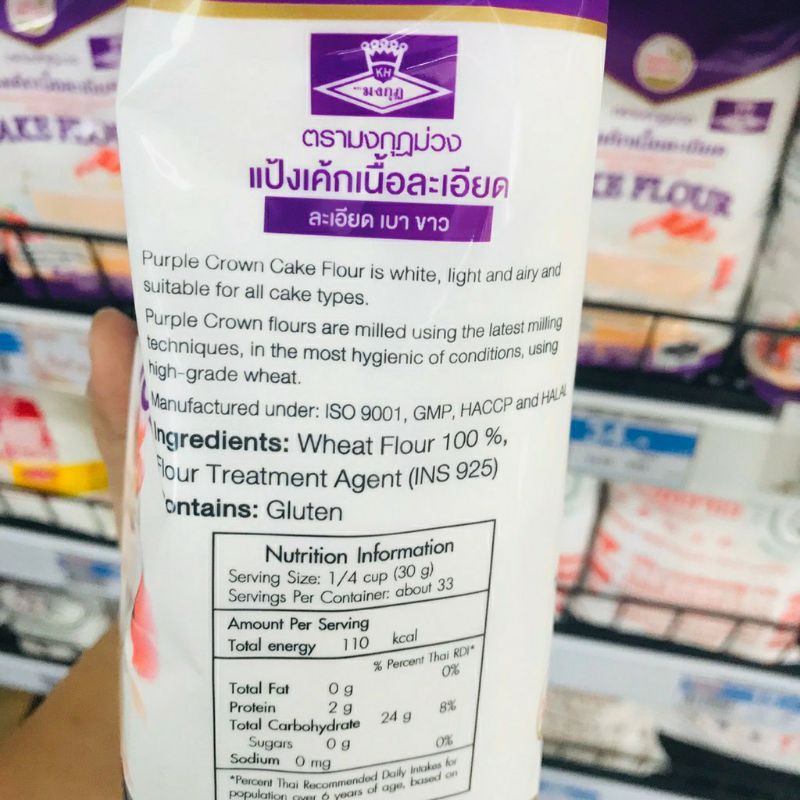 KH
มงกุฎ
ตรามงกุฎม่วง
แป้งเค้กเนื้อละเอียด
ละเอียด เบา ขาว
Purple Crown Cake Flour is white, light and airy and
suitable for all cake types.
Purple Crown flours are milled using the latest milling
techniques, in the most hygienic of conditions, using
high-grade wheat.
Manufactured under: ISO 9001, GMP, HACCP and HALAL
Ingredients: Wheat Flour 100 %,
Flour Treatment Agent (INS 925)
Contains: Gluten
Nutrition Information
Serving Size: 1/4 cup (30 g)
Servings Per Container: about 33
Amount Per Serving
Total energy 110 kcal
% Percent Thai RDI*
Total Fat 0 g 0%
Protein 2 g
Total Carbohydrate 24 g 8%
Sugars 0 g
Sodium 0 mg 0%
*Percent Thai Recommended Daily Intakes for
population over 6 years of age, based on
AKE
KE FLOUR
34